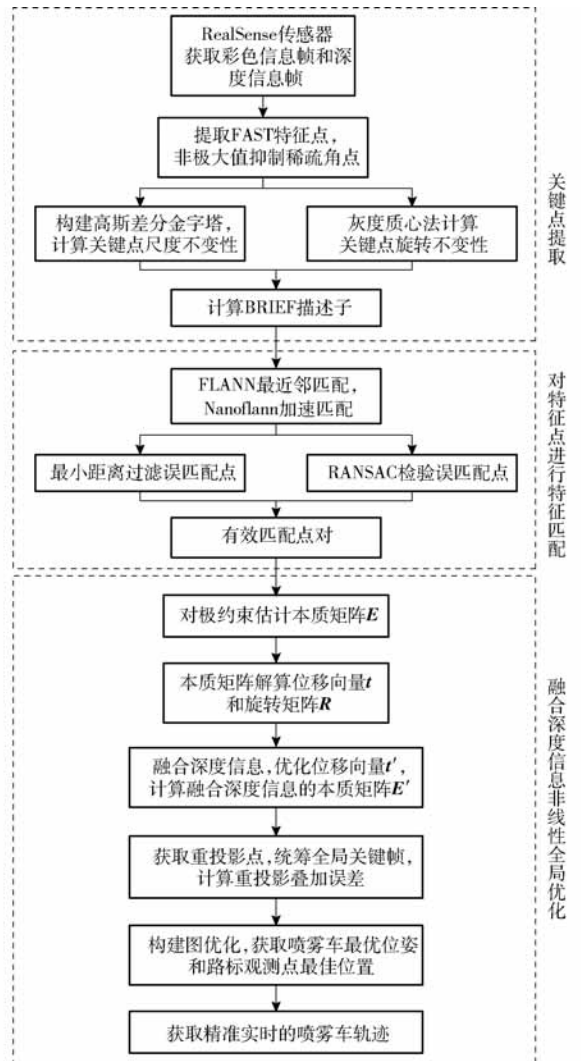 RealSense传感器
获取彩色信息帧和深
度信息帧
提取FAST特征点，
非极大值抑制稀疏角点
构建高斯差分金字塔，
计算关键点尺度不变性
灰度质心法计算
关键点旋转不变性
计算BRIEF描述子
关键点提取
FLANN最近邻匹配，
Nanoflann加速匹配
最小距离过滤误匹配点
RANSAC检验误匹配点
有效匹配点对
对特征点进行特征匹配
对极约束估计本质矩阵E
本质矩阵解算位移向量t
和旋转矩阵R
融合深度信息，优化位移向量t′，
计算融合深度信息的本质矩阵E′
获取重投影点，统筹全局关键帧，
计算重投影叠加误差
构建图优化，获取喷雾车最优位姿
和路标观测点最佳位置
获取精准实时的喷雾车轨迹
融合深度信息非线性全局优化